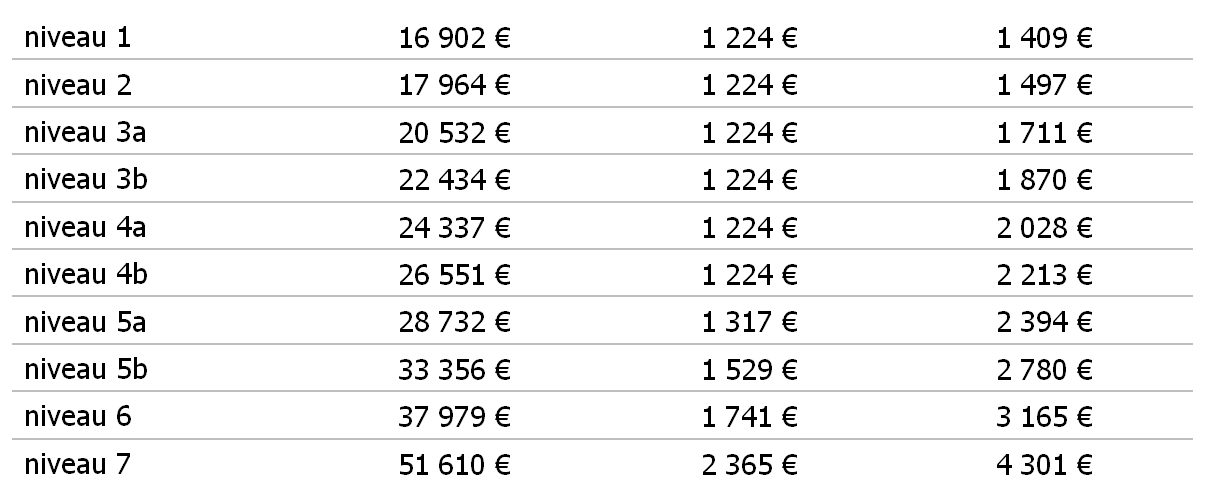 niveau 1 16 902 € 1 224 € 1 409 €
niveau 2 17 964 € 1 224 € 1 497 €
niveau 3a 20 532 € 1 224 € 1 711 €
niveau 3b 22 434 € 1 224 € 1 870 €
niveau 4a 24 337 € 1 224 € 2 028 €
niveau 4b 26 551 € 1 224 € 2 213 €
niveau 5a 28 732 € 1 317 € 2 394 €
niveau 5b 33 356 € 1 529 € 2 780 €
niveau 6 37 979 € 1 741 € 3 165 €
niveau 7 51 610 € 2 365 € 4 301 €